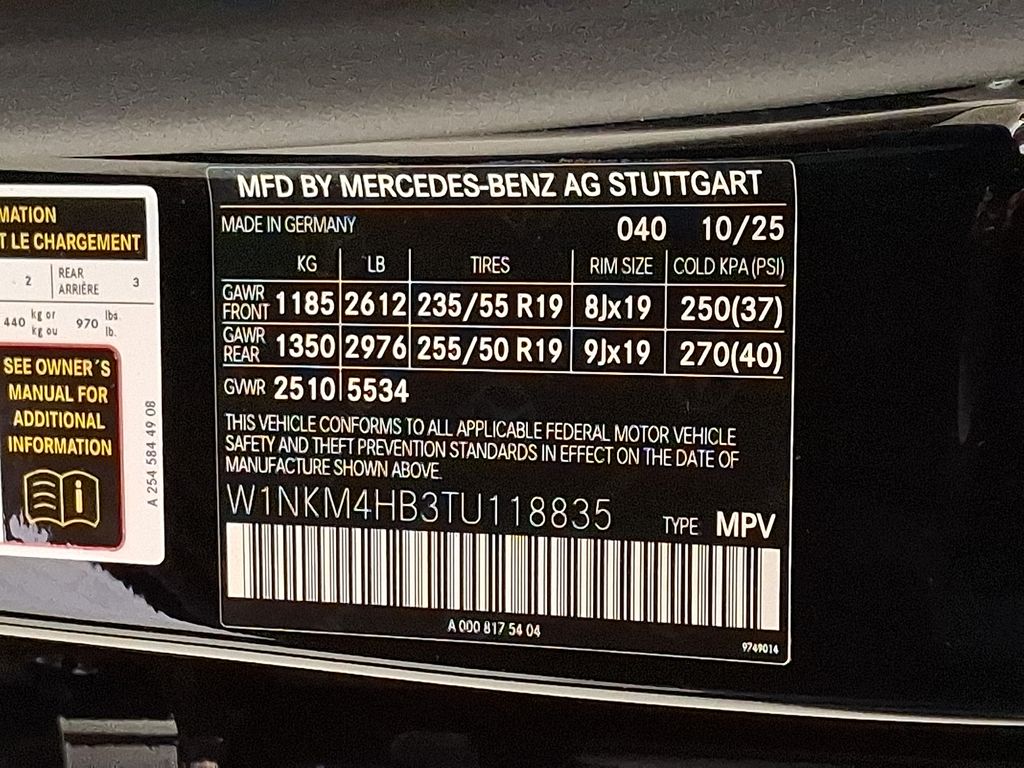 MATION
T LE CHARGEMENT
2 REAR ARRIÈRE 3
440 kg or kg ou 970 lbs. lb.
SEE OWNER´S
MANUAL FOR
ADDITIONAL
INFORMATION
i
A 254 584 49 08
MFD BY MERCEDES-BENZ AG STUTTGART
MADE IN GERMANY 040 10/25
KG LB TIRES RIM SIZE COLD KPA (PSI)
GAWR FRONT 1185 2612 235/55 R19 8Jx19 250(37)
GAWR REAR 1350 2976 255/50 R19 9Jx19 270(40)
GVWR 2510 5534
THIS VEHICLE CONFORMS TO ALL APPLICABLE FEDERAL MOTOR VEHICLE
SAFETY AND THEFT PREVENTION STANDARDS IN EFFECT ON THE DATE OF
MANUFACTURE SHOWN ABOVE.
W1NKM4HB3TU118835 TYPE MPV
A 000 817 54 04
9749014